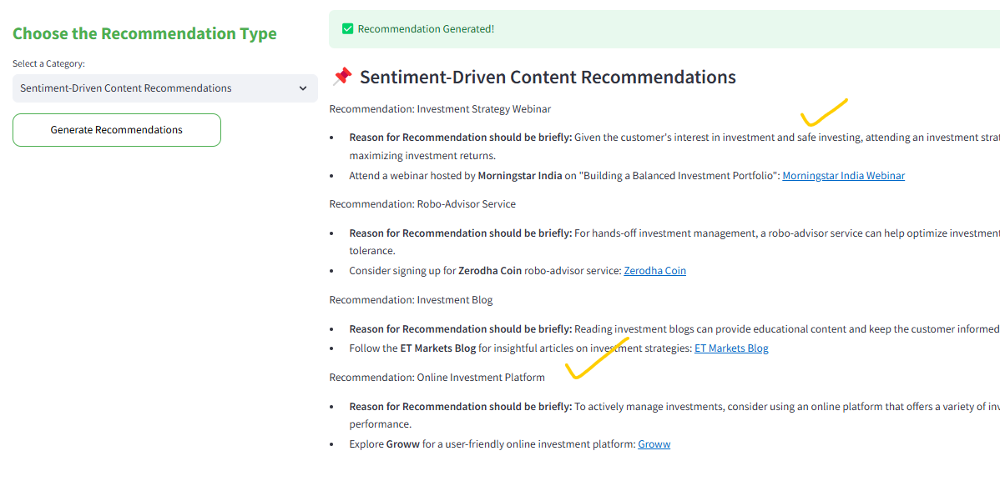 Choose the Recommendation Type
Select a Category:
Sentiment-Driven Content Recommendations
Generate Recommendations
Recommendation Generated!
Sentiment-Driven Content Recommendations
Recommendation: Investment Strategy Webinar
Reason for Recommendation should be briefly: Given the customer's interest in investment and safe investing, attending an investment
maximizing investment returns.
Attend a webinar hosted by Morningstar India on "Building a Balanced Investment Portfolio": Morningstar India Webinar
Recommendation: Robo-Advisor Service
Reason for Recommendation should be briefly: For hands-off investment management, a robo-advisor service can help optimize investment
tolerance.
Consider signing up for Zerodha Coin robo-advisor service: Zerodha Coin
Recommendation: Investment Blog
Reason for Recommendation should be briefly: Reading investment blogs can provide educational content and keep the customer informed
Follow the ET Markets Blog for insightful articles on investment strategies: ET Markets Blog
Recommendation: Online Investment Platform
Reason for Recommendation should be briefly: To actively manage investments, consider using an online platform that offers a variety of
performance.
Explore Groww for a user-friendly online investment platform: Groww